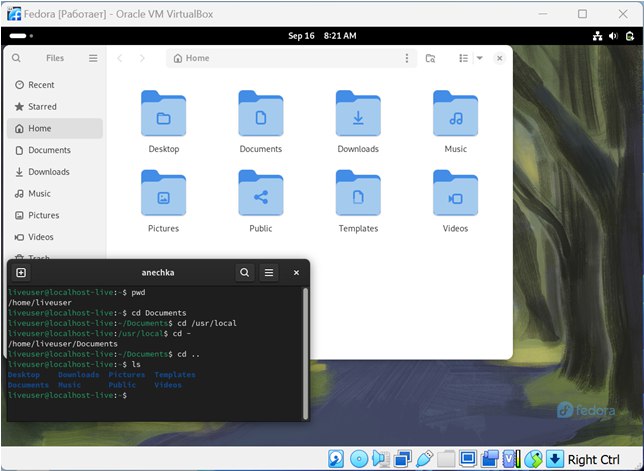 Fedora [Работает] - Oracle VM VirtualBox
Sep 16 8:21 AM
Files
Home
Recent
Starred
Home
Documents
Downloads
Music
Pictures
Videos
Trash
Desktop
Documents
Downloads
Music
Pictures
Public
Templates
Videos
anechka
liveuser@localhost-live:~$ pwd
/home/liveuser
liveuser@localhost-live:~$ cd Documents
liveuser@localhost-live:~/Documents$ cd /usr/local
liveuser@localhost-live:/usr/local$ cd -
/home/liveuser/Documents
liveuser@localhost-live:~/Documents$ cd ..
liveuser@localhost-live:~$ ls
Desktop Downloads Pictures Templates
Documents Music Public Videos
liveuser@localhost-live:~$
fedora
Right Ctrl